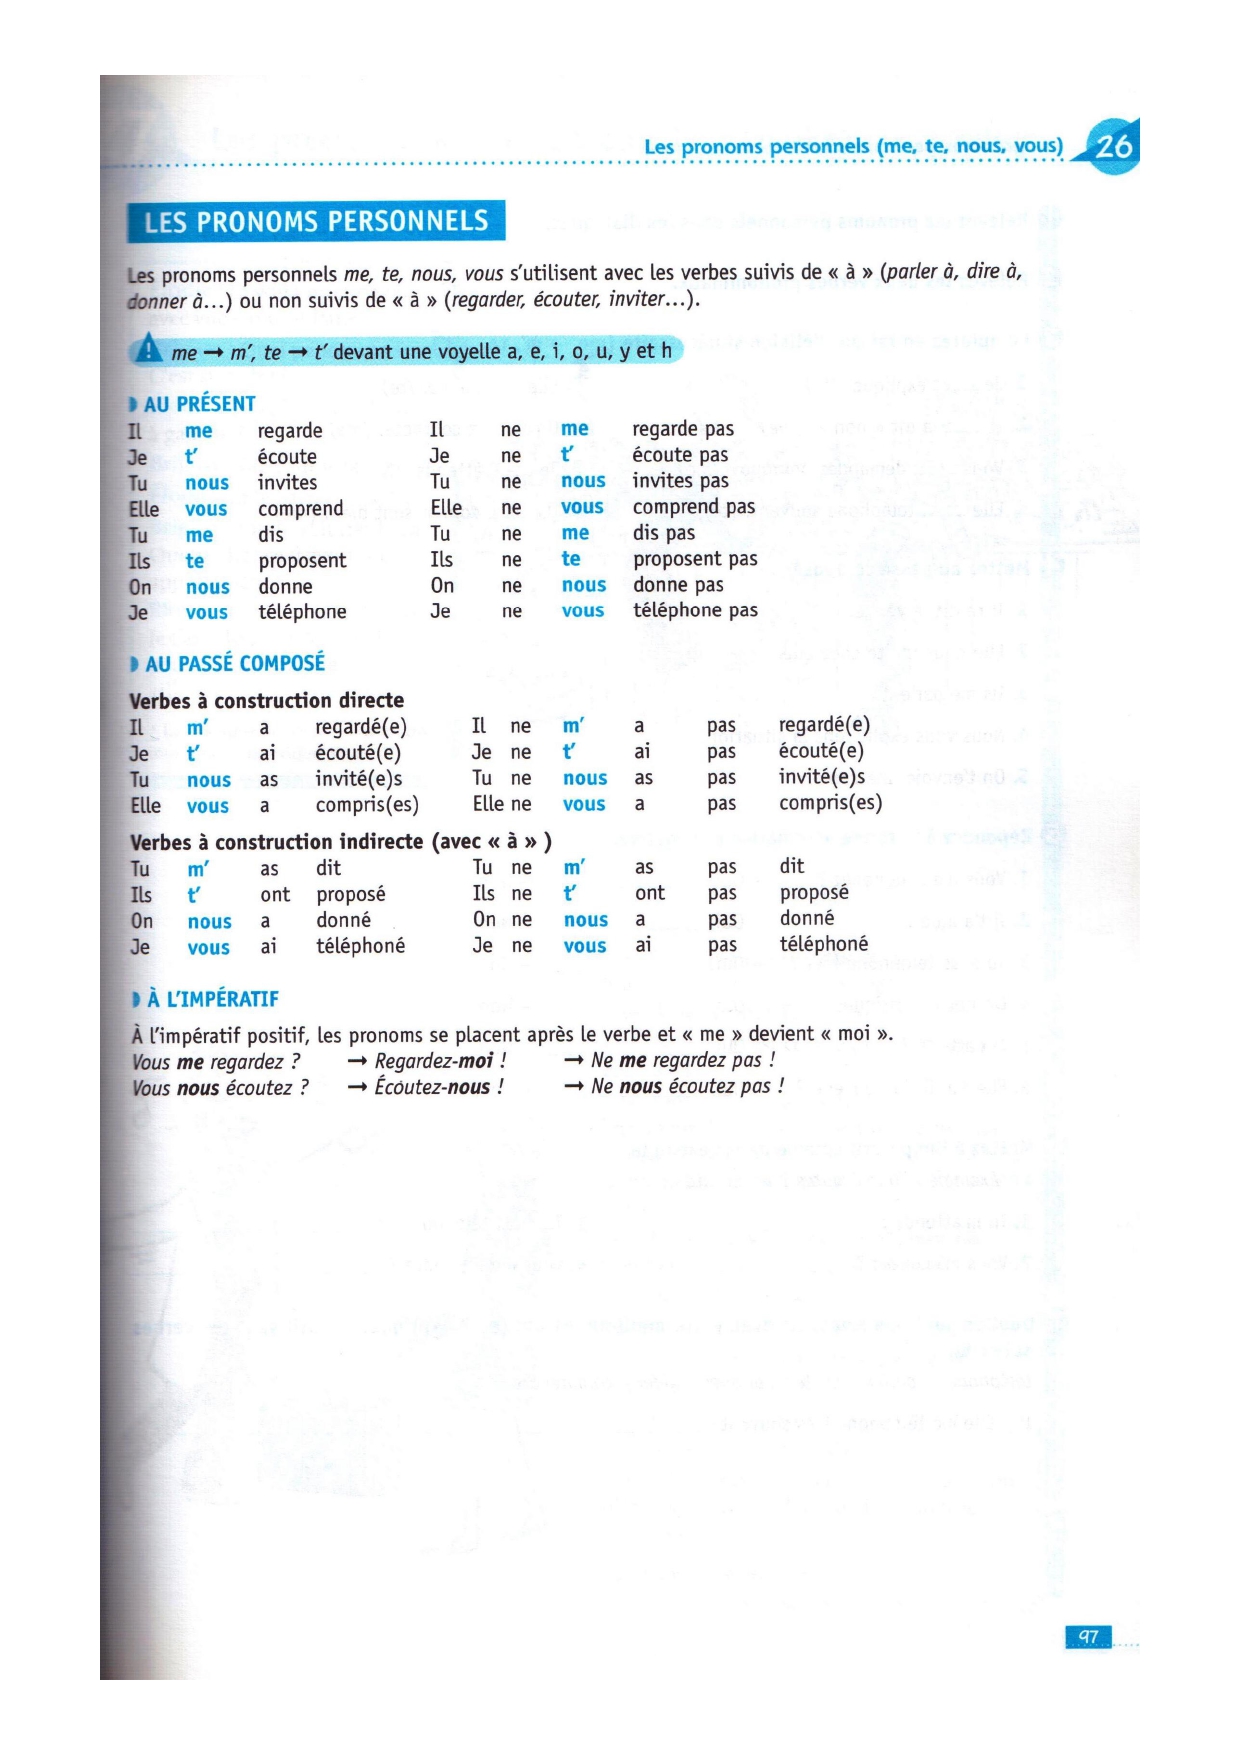 Les pronoms personnels (me, te, nous, vous) 26
LES PRONOMS PERSONNELS
Les pronoms personnels me, te, nous, vous s'utilisent avec les verbes suivis de « à » (parler à, dire à,
donner à...) ou non suivis de « à » (regarder, écouter, inviter...).
! me → m', te → t' devant une voyelle a, e, i, o, u, y et h
AU PRÉSENT
Il me regarde Il ne me regarde pas
Je t' écoute Je ne t' écoute pas
Tu nous invites Tu ne nous invites pas
Elle vous comprend Elle ne vous comprend pas
Tu me dis Tu ne me dis pas
Ils te proposent Ils ne te proposent pas
On nous donne On ne nous donne pas
Je vous téléphone Je ne vous téléphone pas
AU PASSÉ COMPOSÉ
Verbes à construction directe
Il m' a regardé(e) Il ne m' a pas regardé(e)
Je t' ai écouté(e) Je ne t' ai pas écouté(e)
Tu nous as invité(e)s Tu ne nous as pas invité(e)s
Elle vous a compris(es) Elle ne vous a pas compris(es)
Verbes à construction indirecte (avec « à » )
Tu m' as dit Tu ne m' as pas dit
Ils t' ont proposé Ils ne t' ont pas proposé
On nous a donné On ne nous a pas donné
Je vous ai téléphoné Je ne vous ai pas téléphoné
À L'IMPÉRATIF
À l'impératif positif, les pronoms se placent après le verbe et « me » devient « moi ».
Vous me regardez ? → Regardez-moi ! → Ne me regardez pas !
Vous nous écoutez ? → Écoutez-nous ! → Ne nous écoutez pas !
97